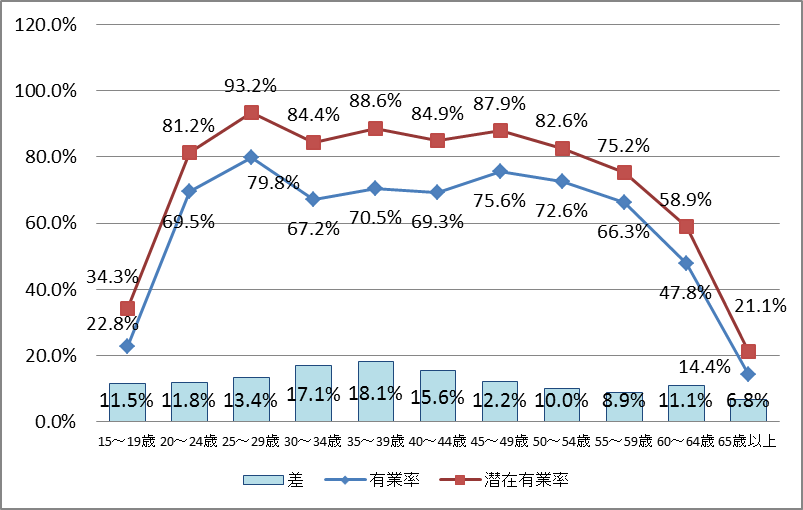 120.0%
100.0%
80.0%
60.0%
40.0%
20.0%
0.0%
34.3% 81.2% 93.2% 84.4% 88.6% 84.9% 87.9% 82.6% 75.2% 58.9% 21.1%
22.8% 69.5% 79.8% 67.2% 70.5% 69.3% 75.6% 72.6% 66.3% 47.8% 14.4%
11.5% 11.8% 13.4% 17.1% 18.1% 15.6% 12.2% 10.0% 8.9% 11.1% 6.8%
15～19歳 20～24歳 25～29歳 30～34歳 35～39歳 40～44歳 45～49歳 50～54歳 55～59歳 60～64歳 65歳以上
差 有業率 潜在有業率